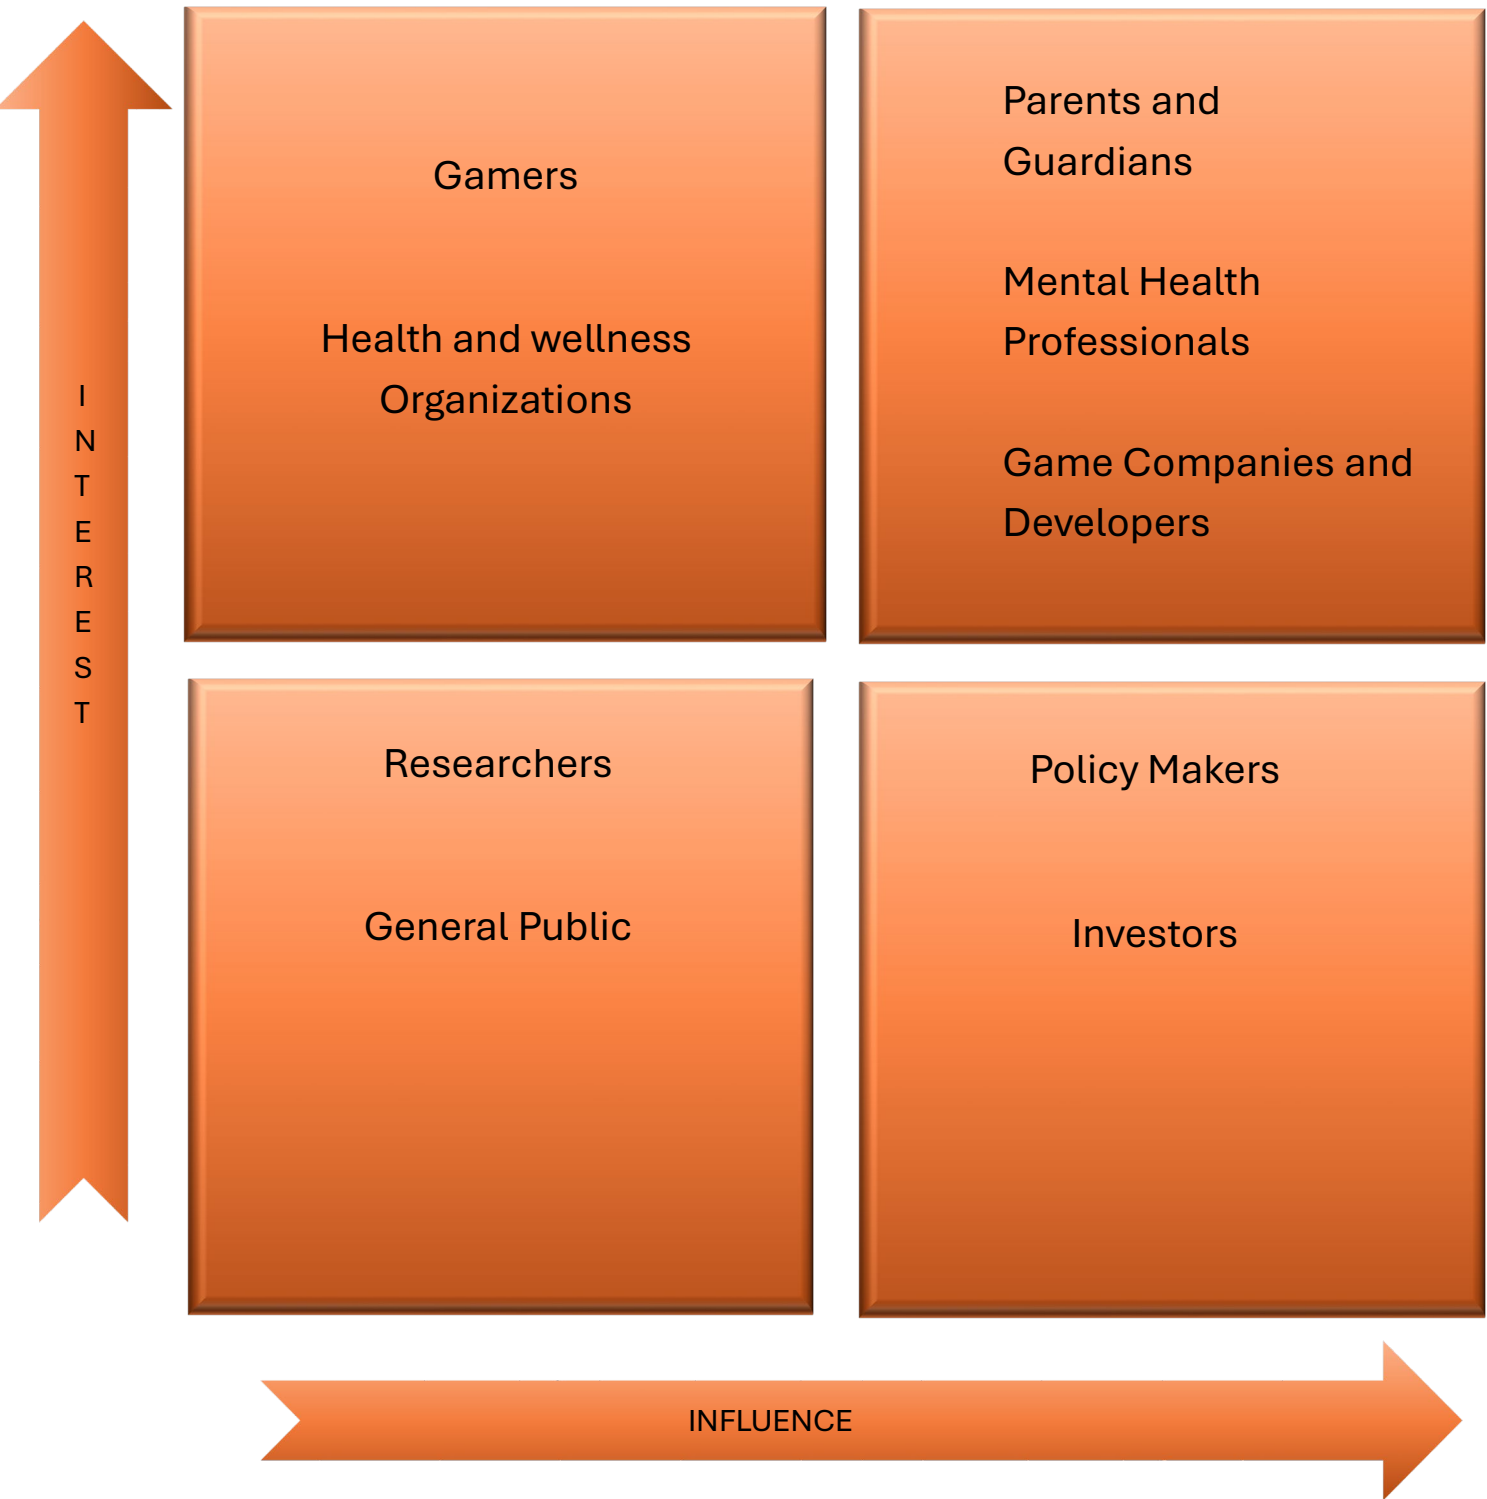 I
N
T
E
R
E
S
T
Gamers
Health and wellness
Organizations
Parents and
Guardians
Mental Health
Professionals
Game Companies and
Developers
Researchers
General Public
Policy Makers
Investors
INFLUENCE